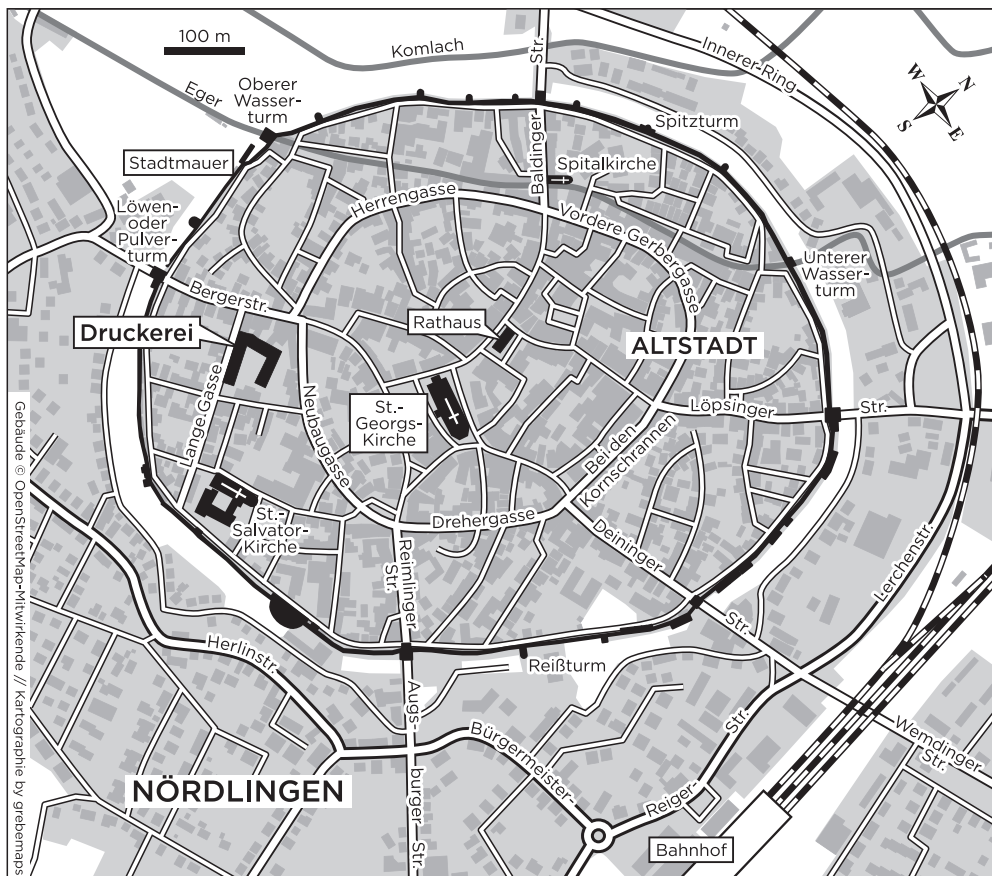 100 m
Komlach
Str.
Innerer-Ring
N
W
S
E
Eger
Oberer
Wasser-
turm
Spitzturm
Stadtmauer
Baldinger
Spitalkirche
Löwen-
oder
Pulver-
turm
Herrengasse
Vordere Gerbergasse
Unterer
Wasser-
turm
Bergerstr.
Rathaus
Druckerei
ALTSTADT
Lange Gasse
Neubaugasse
St.-
Georgs-
Kirche
Löpsinger
Str.
Bei den
Kornschrannen
St.-
Salvator-
Kirche
Drehergasse
Reimlinger
Str.
Deininger
Str.
Lerchenstr.
Herlinstr.
Reißturm
Augs-
burger-Str.
Bürgermeister-
Reiger-
Str.
Wemdinger
Str.
NÖRDLINGEN
Bahnhof
Gebäude © OpenStreetMap-Mitwirkende // Kartographie by grebemaps